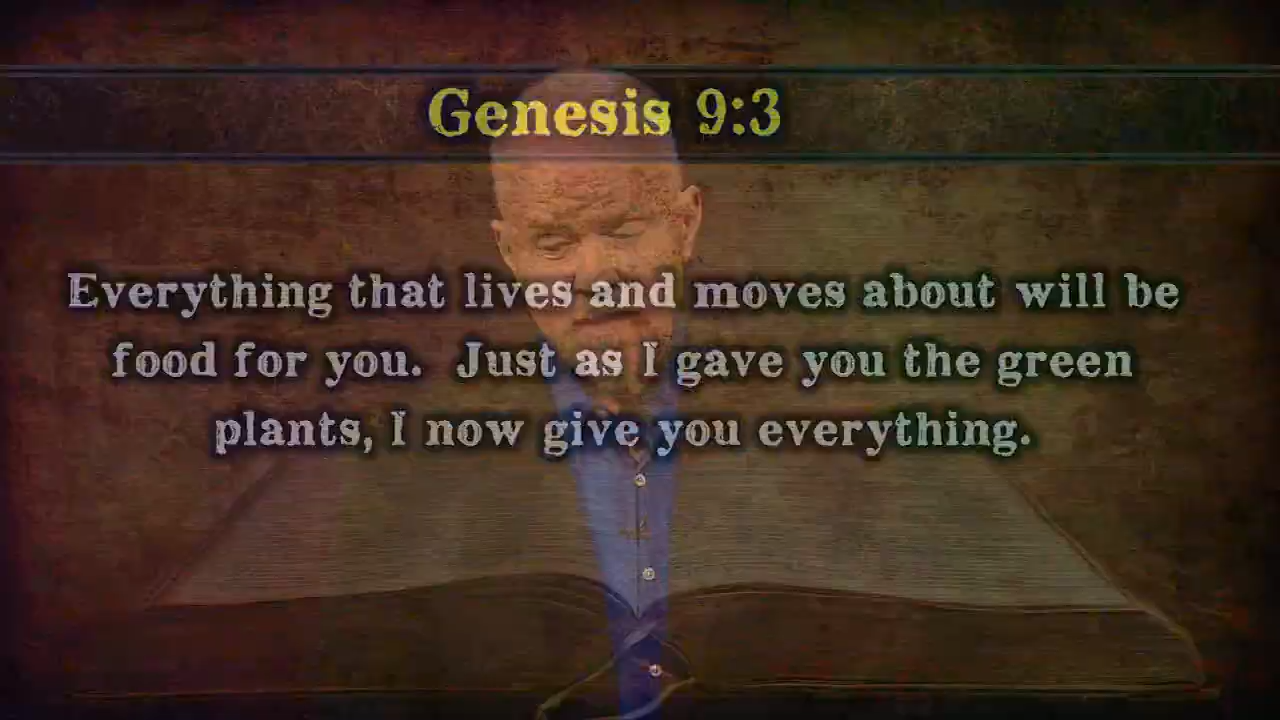 Genesis 9:3
Everything that lives and moves about will be
food for you. Just as I gave you the green
plants, I now give you everything.